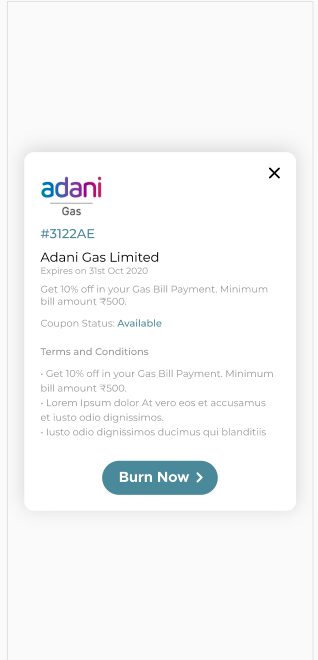 adani
Gas
#3122AE
Adani Gas Limited
Expires on 31st Oct 2020
Get 10% off in your Gas Bill Payment. Minimum
bill amount ₹500.
Coupon Status: Available
Terms and Conditions
• Get 10% off in your Gas Bill Payment. Minimum
bill amount ₹500.
• Lorem Ipsum dolor At vero eos et accusamus
et iusto odio dignissimos.
• Iusto odio dignissimos ducimus qui blanditiis
Burn Now